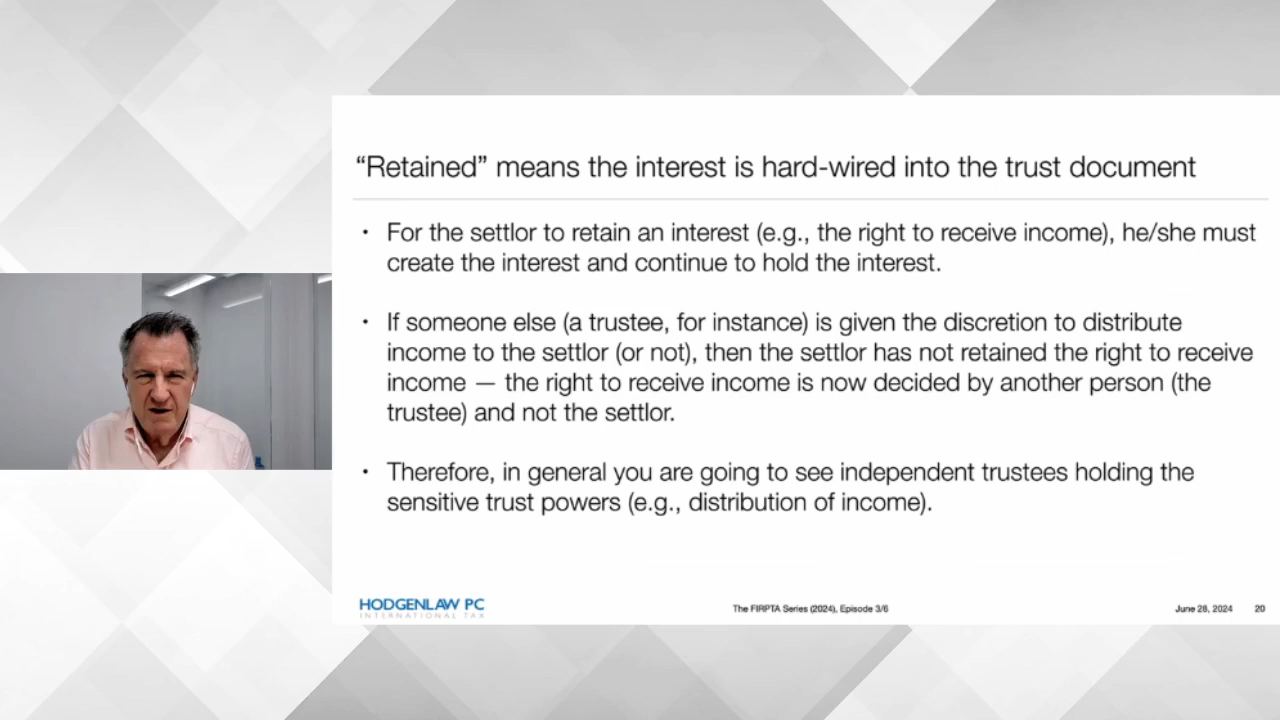 “Retained” means the interest is hard-wired into the trust document
• For the settlor to retain an interest (e.g., the right to receive income), he/she must
create the interest and continue to hold the interest.
• If someone else (a trustee, for instance) is given the discretion to distribute
income to the settlor (or not), then the settlor has not retained the right to receive
income — the right to receive income is now decided by another person (the
trustee) and not the settlor.
• Therefore, in general you are going to see independent trustees holding the
sensitive trust powers (e.g., distribution of income).
HODGENLAW PC
INTERNATIONAL TAX
The FIRPTA Series (2024), Episode 3/6
June 28, 2024
20